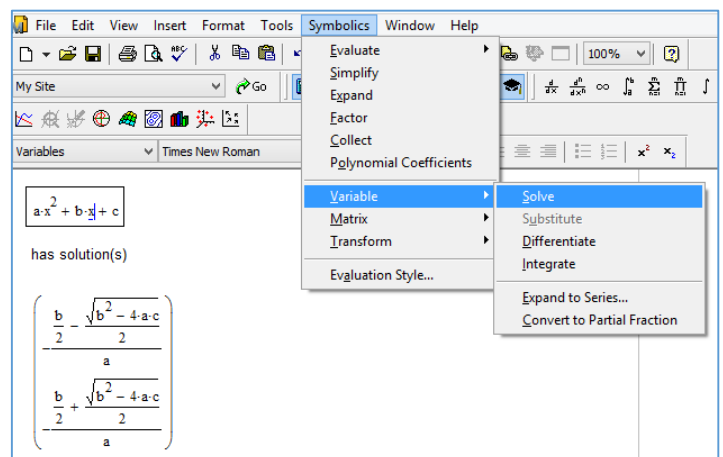 File Edit View Insert Format Tools Symbolics Window Help
100%
My Site Go
Variables Times New Roman
x² x₂
Evaluate
Simplify
Expand
Factor
Collect
Polynomial Coefficients
Variable
Matrix
Transform
Evaluation Style...
Solve
Substitute
Differentiate
Integrate
Expand to Series...
Convert to Partial Fraction
a·x² + b·x + c
has solution(s)
b/2 - √(b² - 4·a·c)/2
-
a
b/2 + √(b² - 4·a·c)/2
-
a